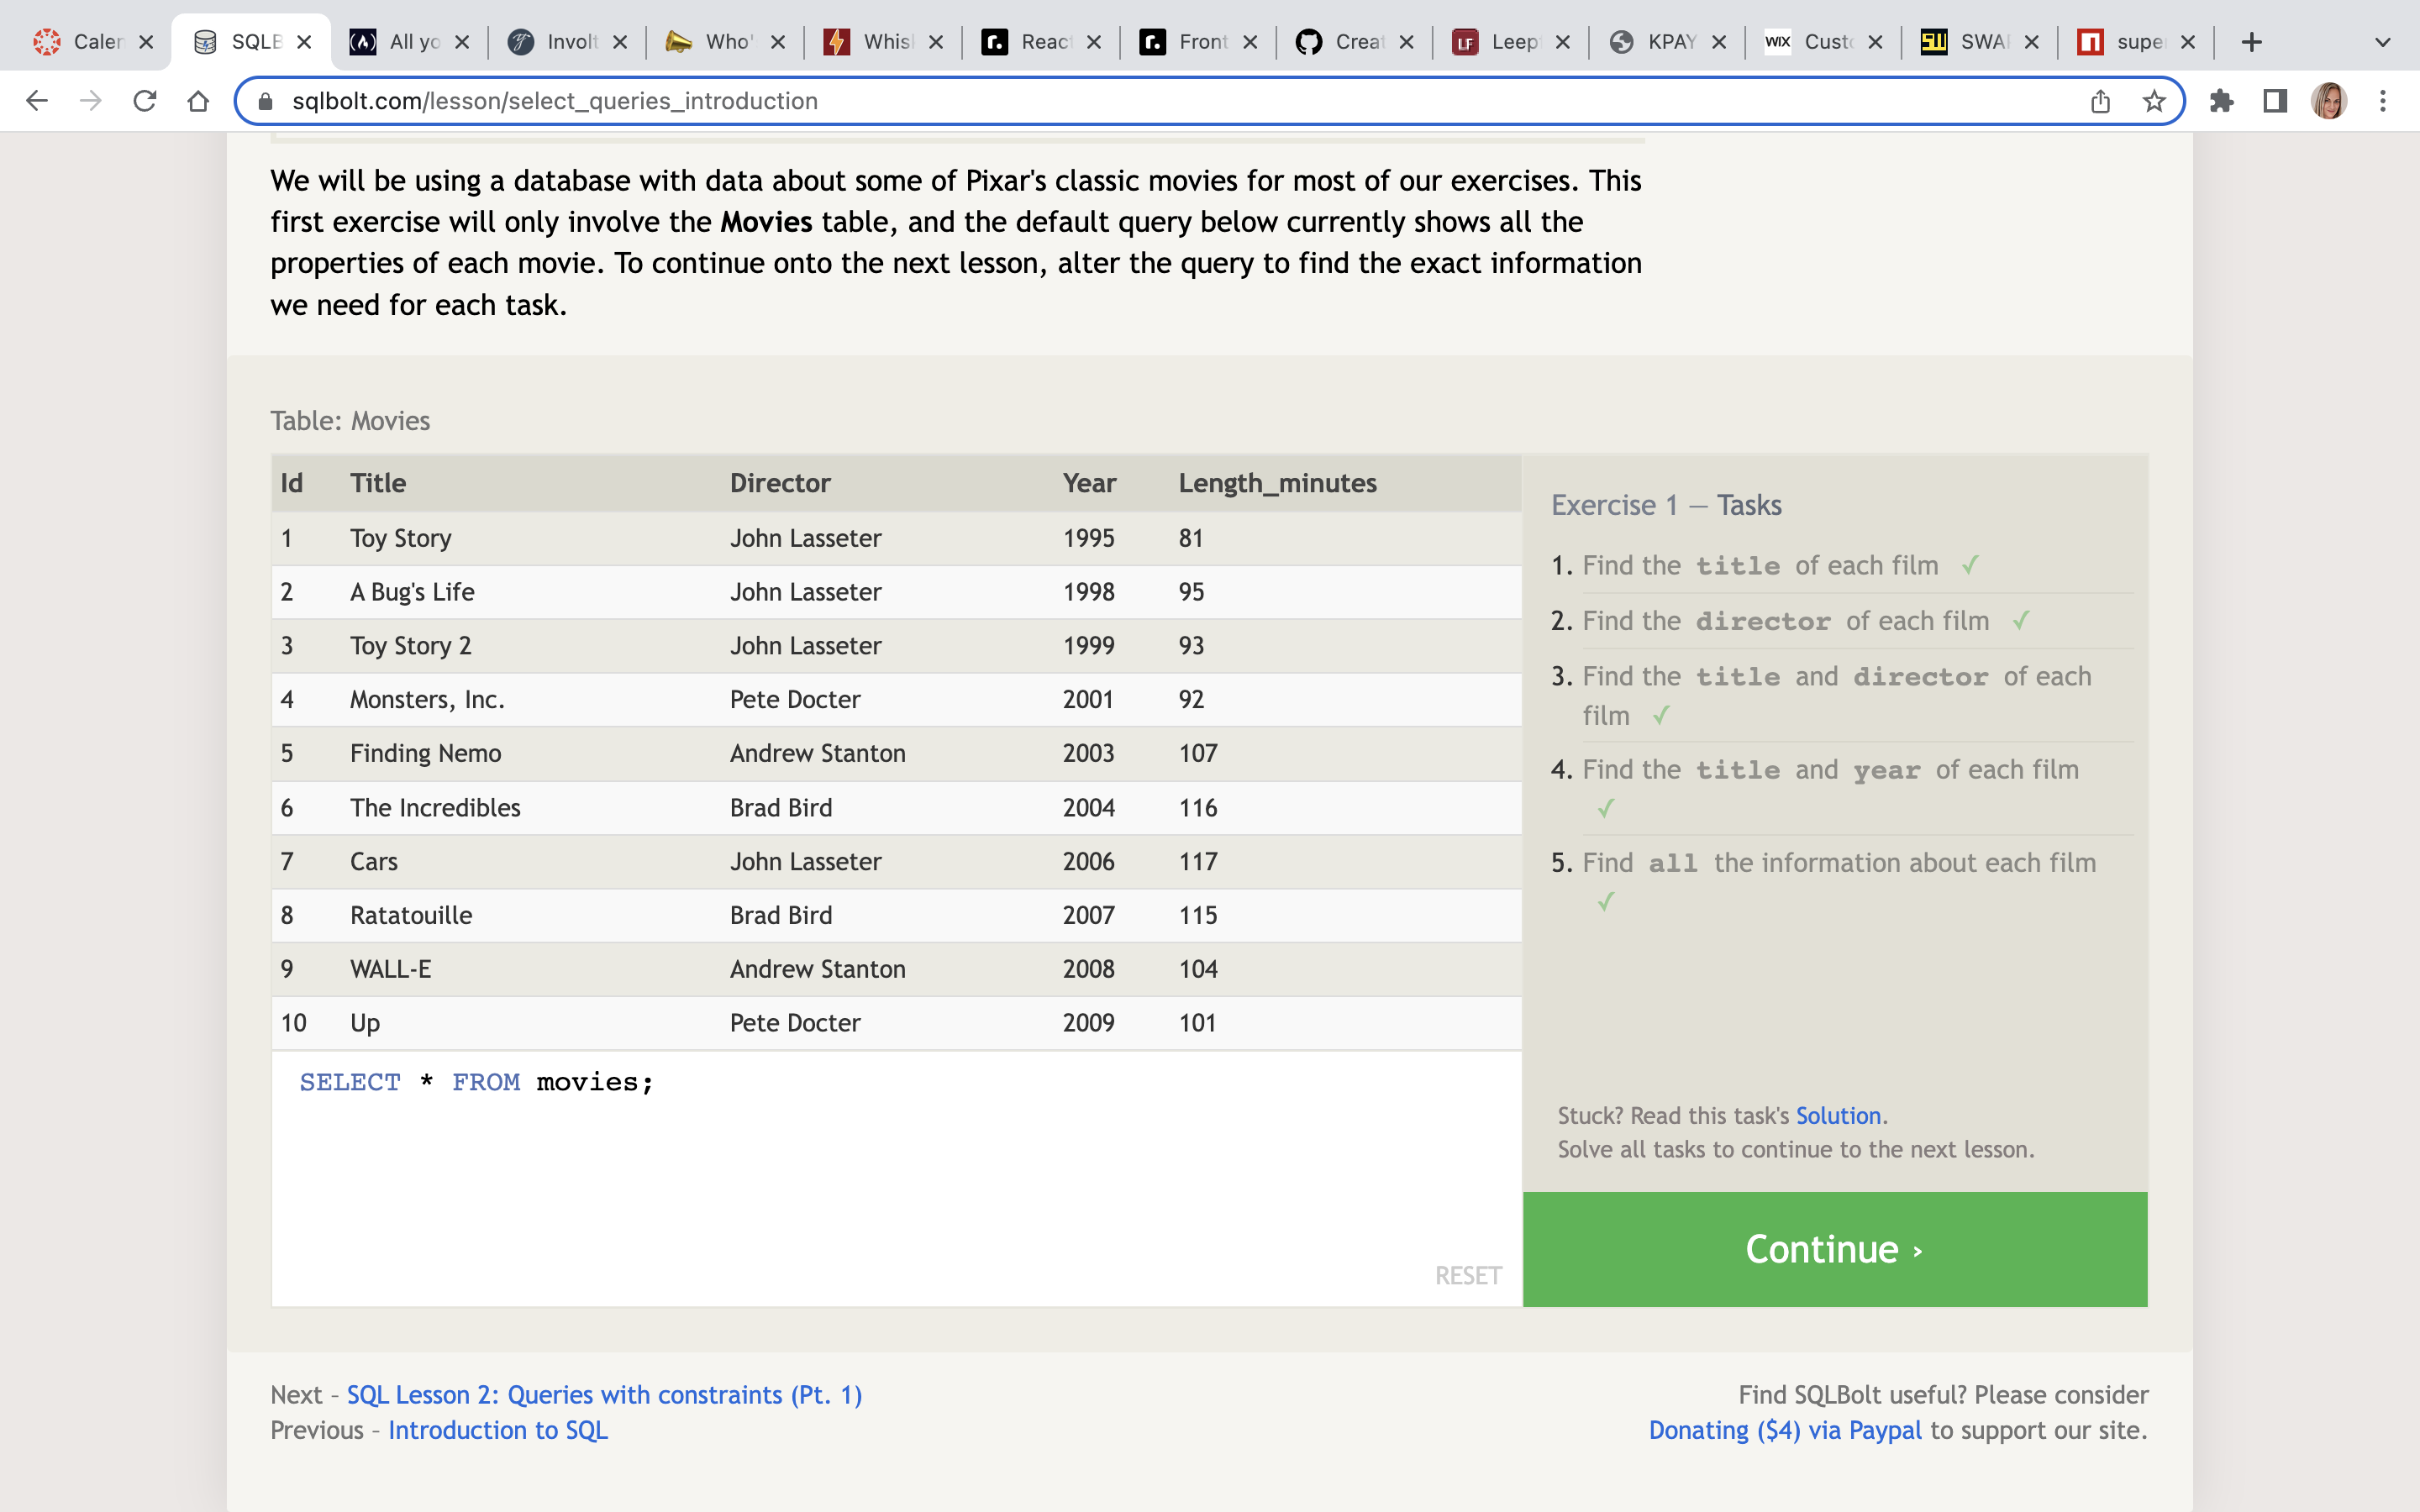 Calen
SQLB
All yo
Involt
Who'
Whisl
React
Front
Creat
LF
Leept
KPAY
WIX
Custo
SWAP
super
sqlbolt.com/lesson/select_queries_introduction
We will be using a database with data about some of Pixar's classic movies for most of our exercises. This
first exercise will only involve the Movies table, and the default query below currently shows all the
properties of each movie. To continue onto the next lesson, alter the query to find the exact information
we need for each task.
Table: Movies
Id Title Director Year Length_minutes
1 Toy Story John Lasseter 1995 81
2 A Bug's Life John Lasseter 1998 95
3 Toy Story 2 John Lasseter 1999 93
4 Monsters, Inc. Pete Docter 2001 92
5 Finding Nemo Andrew Stanton 2003 107
6 The Incredibles Brad Bird 2004 116
7 Cars John Lasseter 2006 117
8 Ratatouille Brad Bird 2007 115
9 WALL-E Andrew Stanton 2008 104
10 Up Pete Docter 2009 101
SELECT * FROM movies;
RESET
Exercise 1 — Tasks
1. Find the title of each film ✓
2. Find the director of each film ✓
3. Find the title and director of each
film ✓
4. Find the title and year of each film
✓
5. Find all the information about each film
✓
Stuck? Read this task's Solution.
Solve all tasks to continue to the next lesson.
Continue ›
Next – SQL Lesson 2: Queries with constraints (Pt. 1)
Previous – Introduction to SQL
Find SQLBolt useful? Please consider
Donating ($4) via Paypal to support our site.